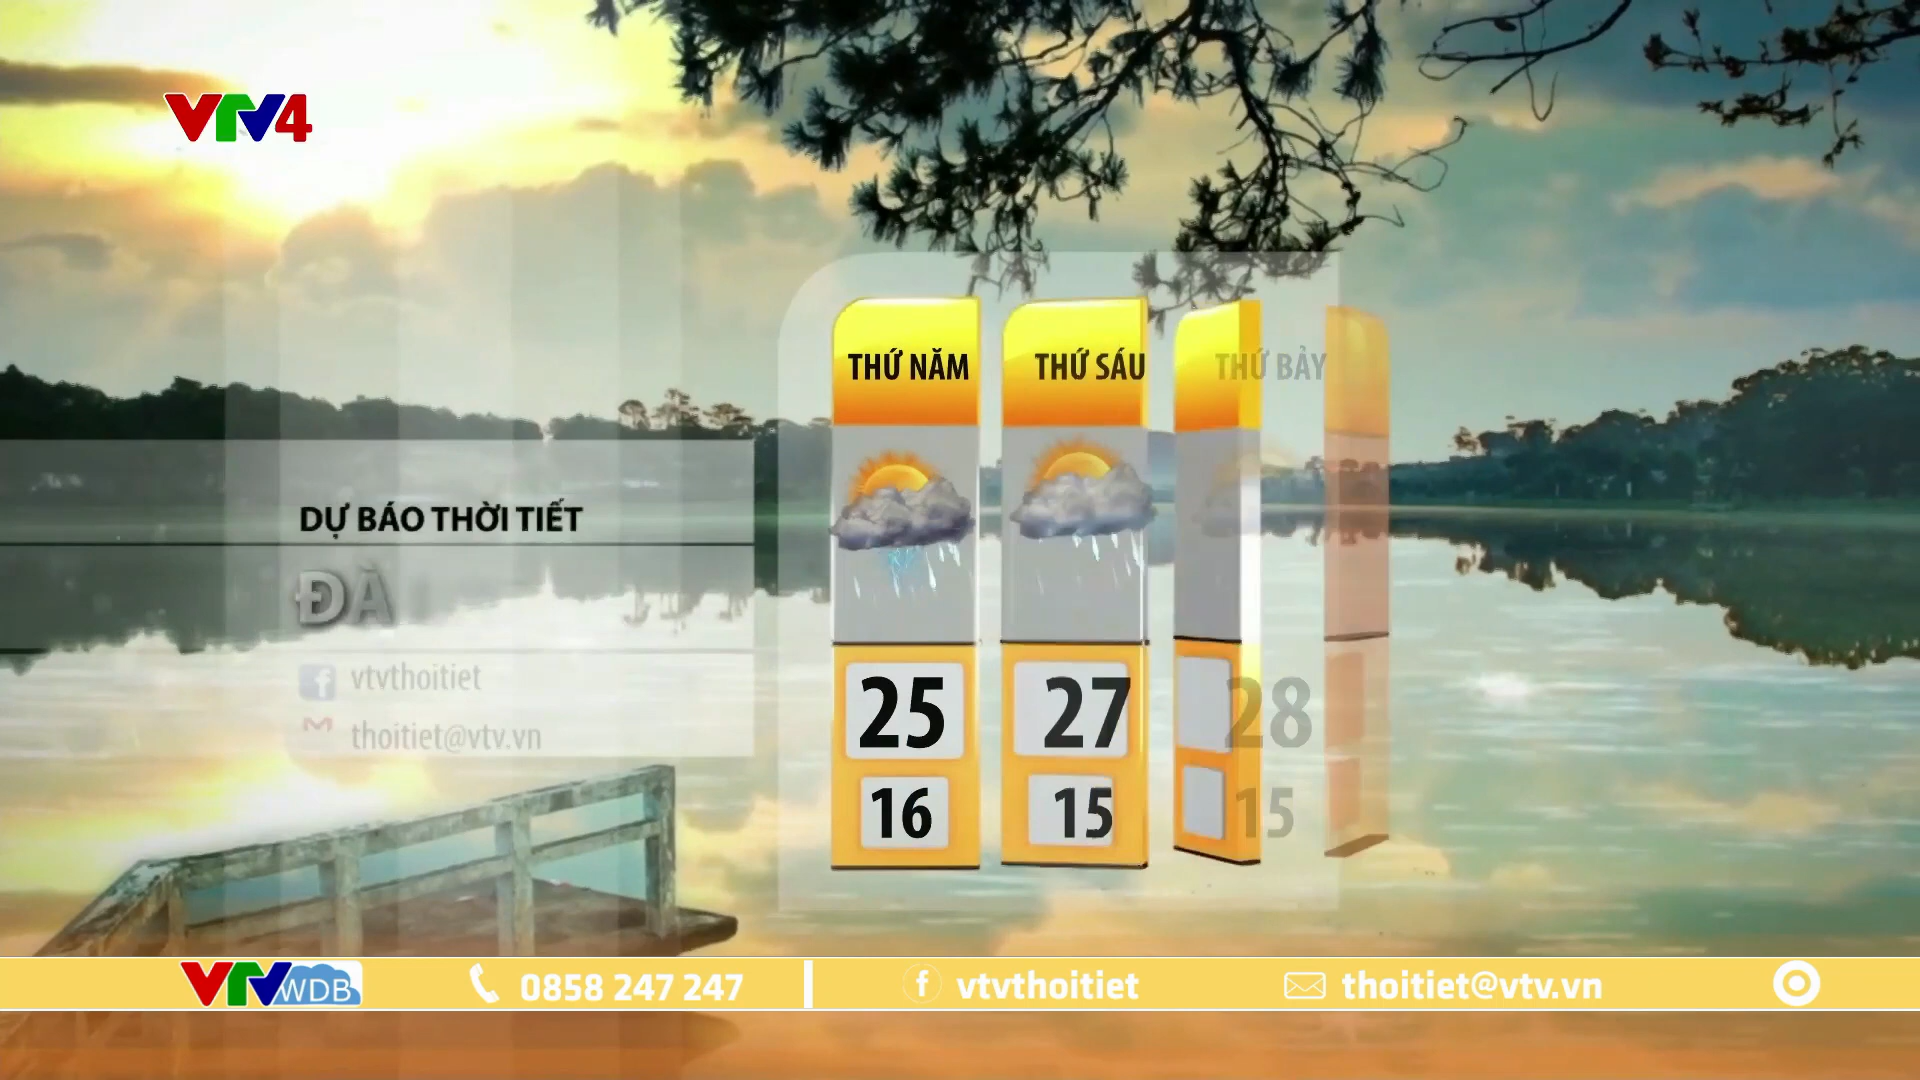 VTV4
DỰ BÁO THỜI TIẾT
ĐÀ
vtvthoitiet
thoitiet@vtv.vn
THỨ NĂM
25
16
THỨ SÁU
27
15
THỨ BẢY
28
15
VTV WDB
0858 247 247
vtvthoitiet
thoitiet@vtv.vn